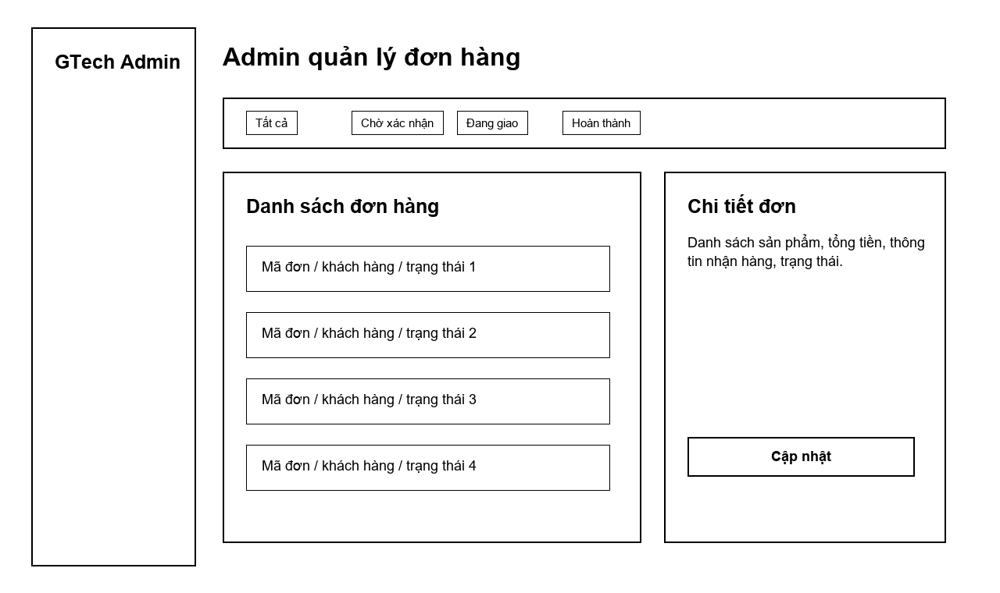 GTech Admin
Admin quản lý đơn hàng
Tất cả
Chờ xác nhận
Đang giao
Hoàn thành
Danh sách đơn hàng
Mã đơn / khách hàng / trạng thái 1
Mã đơn / khách hàng / trạng thái 2
Mã đơn / khách hàng / trạng thái 3
Mã đơn / khách hàng / trạng thái 4
Chi tiết đơn
Danh sách sản phẩm, tổng tiền, thông
tin nhận hàng, trạng thái.
Cập nhật